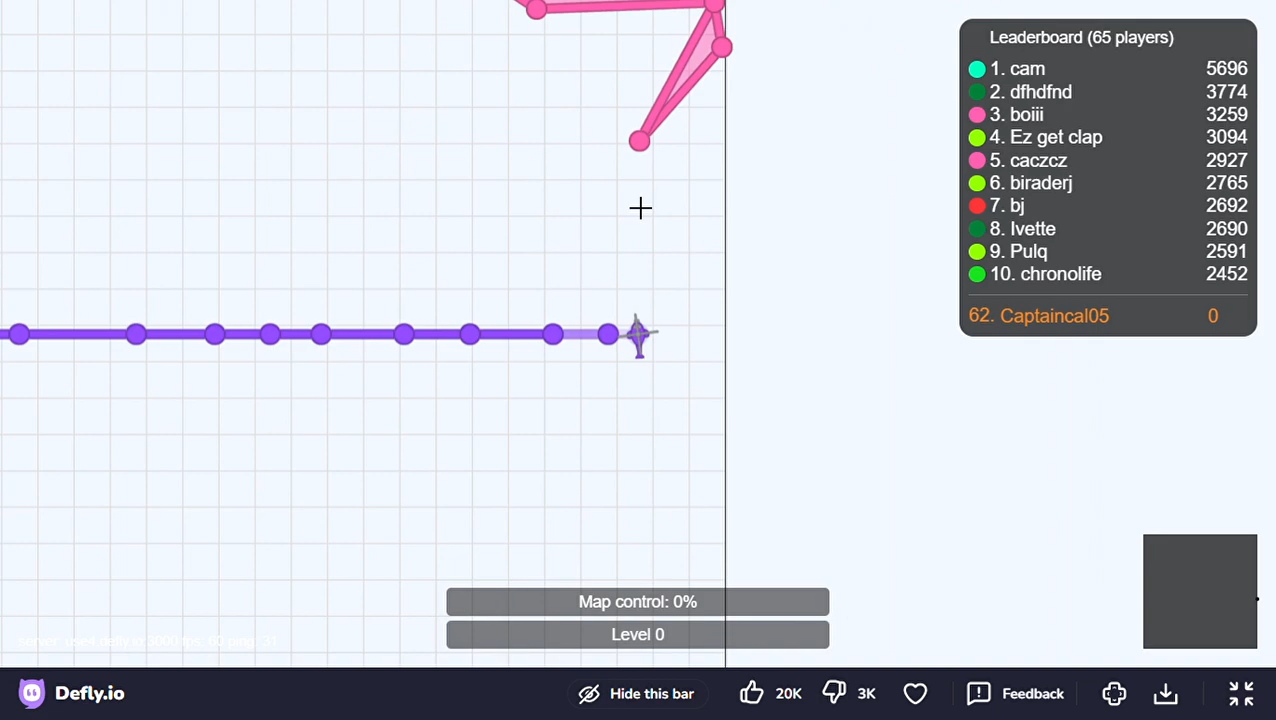 Leaderboard (65 players)
1. cam 5696
2. dfhdfnd 3774
3. boiii 3259
4. Ez get clap 3094
5. caczcz 2927
6. biraderj 2765
7. bj 2692
8. Ivette 2690
9. Pulq 2591
10. chronolife 2452
62. Captaincal05 0
Map control: 0%
Level 0
Defly.io
Hide this bar
20K
3K
Feedback